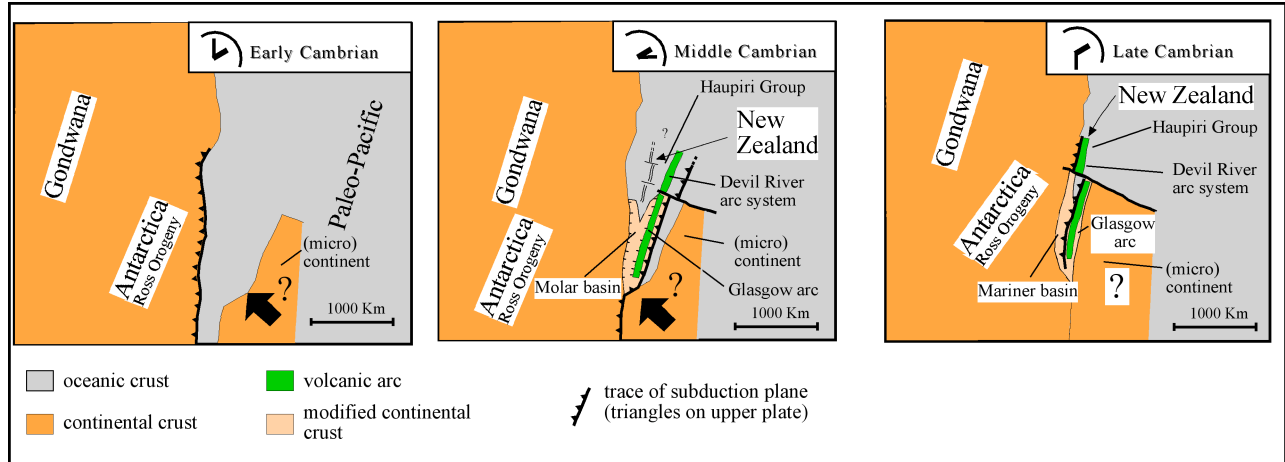 Early Cambrian
Gondwana
Antarctica
Ross Orogeny
Paleo-Pacific
(micro)
continent
?
1000 Km
Middle Cambrian
Haupiri Group
Gondwana
?
New
Zealand
Devil River
arc system
Antarctica
Ross Orogeny
(micro)
continent
Molar basin
?
Glasgow arc
1000 Km
Late Cambrian
Gondwana
New Zealand
Haupiri Group
Devil River
arc system
Antarctica
Ross Orogeny
Glasgow
arc
(micro)
continent
Mariner basin
?
1000 Km
oceanic crust
continental crust
volcanic arc
modified continental
crust
trace of subduction plane
(triangles on upper plate)